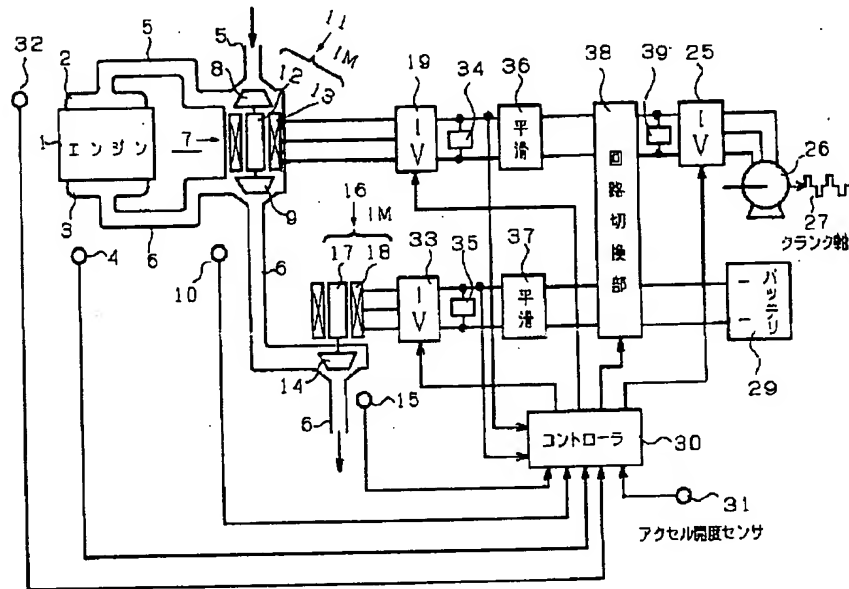 32
5
2
5
8
11
1M
12
13
19
34
36
38
39
25
1
エンジン
7
IV
平滑
回路切換部
IV
26
3
9
16
1M
27
クランク軸
6
17
18
33
35
37
4
10
6
IV
平滑
バッテリ
29
14
15
6
コントローラ
30
31
アクセル開度センサ